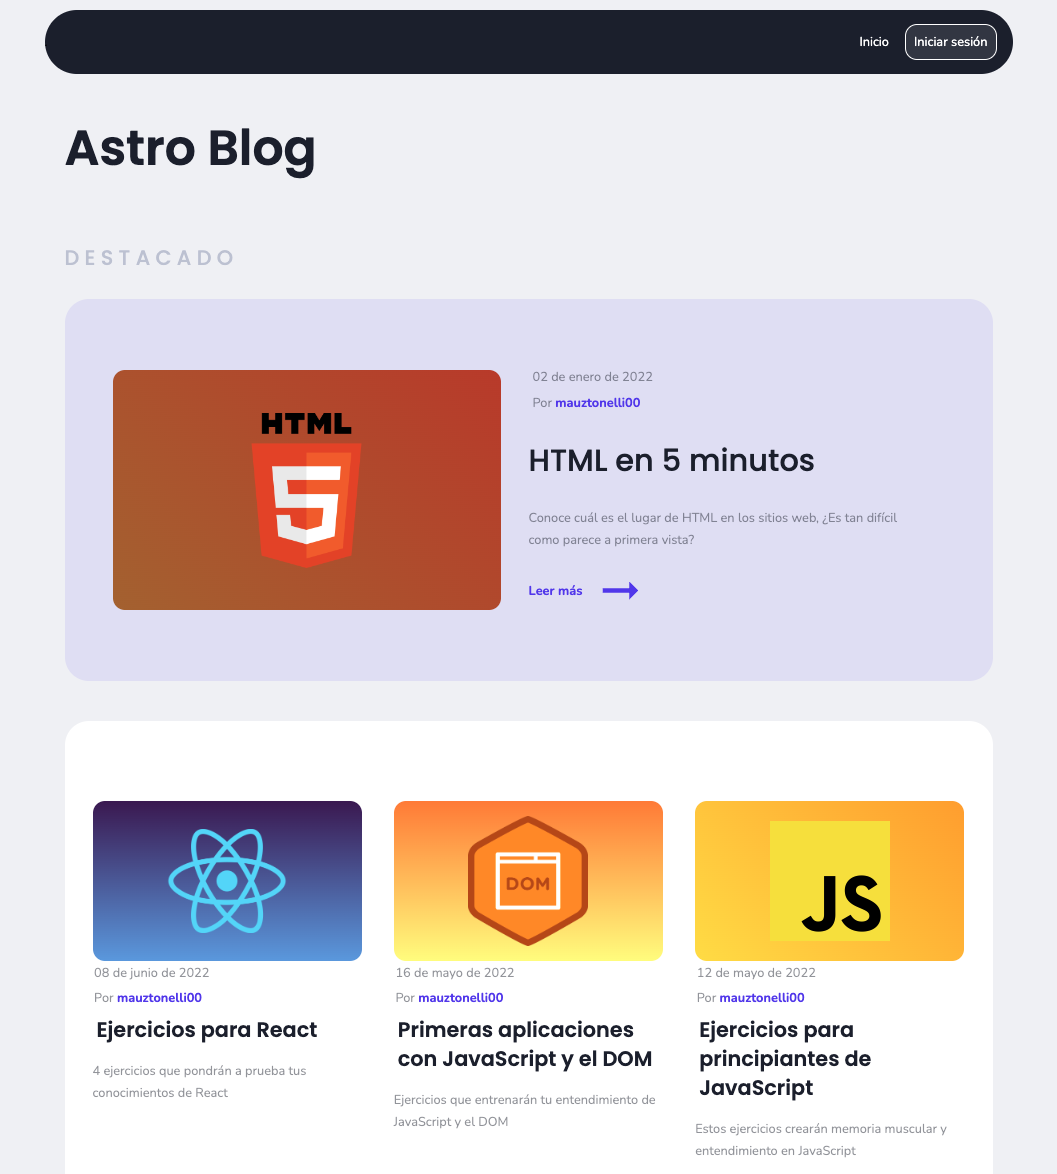 Inicio
Iniciar sesión
Astro Blog
DESTACADO
HTML
5
02 de enero de 2022
Por mauztonelli00
HTML en 5 minutos
Conoce cuál es el lugar de HTML en los sitios web, ¿Es tan difícil
como parece a primera vista?
Leer más
08 de junio de 2022
Por mauztonelli00
Ejercicios para React
4 ejercicios que pondrán a prueba tus
conocimientos de React
DOM
16 de mayo de 2022
Por mauztonelli00
Primeras aplicaciones
con JavaScript y el DOM
Ejercicios que entrenarán tu entendimiento de
JavaScript y el DOM
JS
12 de mayo de 2022
Por mauztonelli00
Ejercicios para
principiantes de
JavaScript
Estos ejercicios crearán memoria muscular y
entendimiento en JavaScript